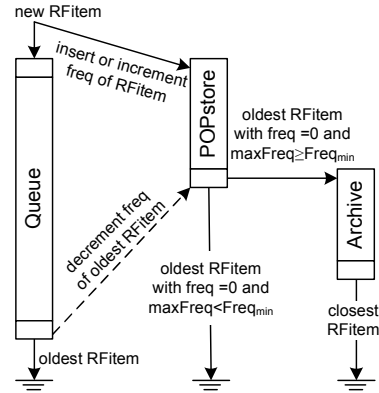 new RFitem
insert or increment
freq of RFitem
Queue
POPstore
oldest RFitem
with freq =0 and
maxFreq≥Freqmin
Archive
decrement freq
of oldest RFitem
oldest RFitem
with freq =0 and
maxFreq<Freqmin
closest
RFitem
oldest RFitem